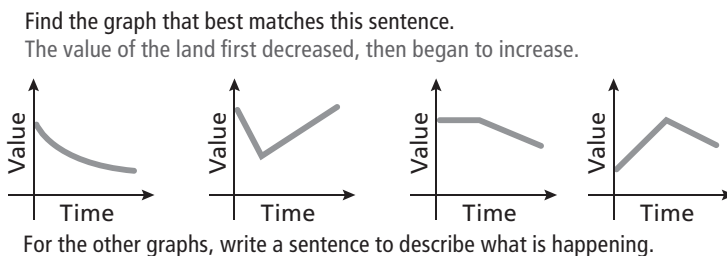 Find the graph that best matches this sentence.
The value of the land first decreased, then began to increase.
Value
Time
Value
Time
Value
Time
Value
Time
For the other graphs, write a sentence to describe what is happening.